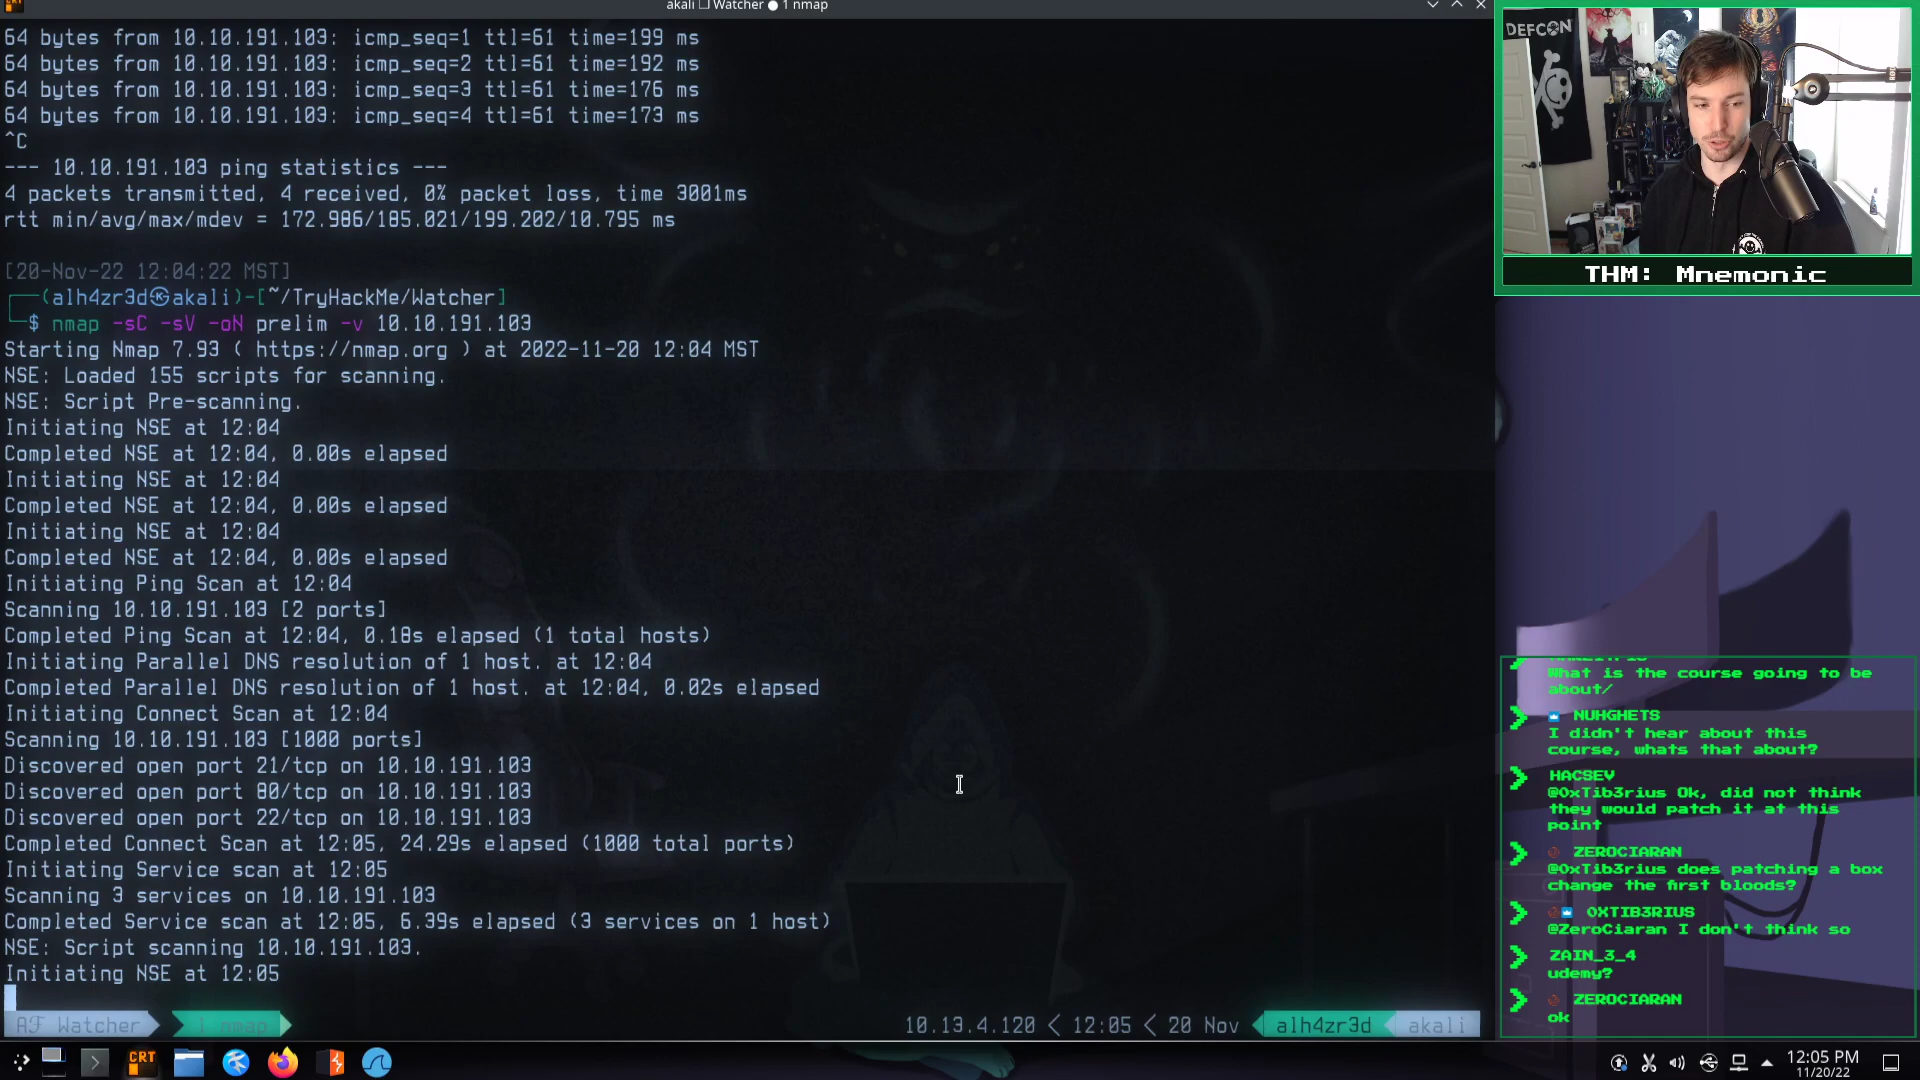 akali Watcher ● 1 nmap
64 bytes from 10.10.191.103: icmp_seq=1 ttl=61 time=199 ms
64 bytes from 10.10.191.103: icmp_seq=2 ttl=61 time=192 ms
64 bytes from 10.10.191.103: icmp_seq=3 ttl=61 time=176 ms
64 bytes from 10.10.191.103: icmp_seq=4 ttl=61 time=173 ms
^C
--- 10.10.191.103 ping statistics ---
4 packets transmitted, 4 received, 0% packet loss, time 3001ms
rtt min/avg/max/mdev = 172.986/185.021/199.202/10.795 ms
[20-Nov-22 12:04:22 MST]
┌──(alh4zr3d㉿akali)-[~/TryHackMe/Watcher]
└─$ nmap -sC -sV -oN prelim -v 10.10.191.103
Starting Nmap 7.93 ( https://nmap.org ) at 2022-11-20 12:04 MST
NSE: Loaded 155 scripts for scanning.
NSE: Script Pre-scanning.
Initiating NSE at 12:04
Completed NSE at 12:04, 0.00s elapsed
Initiating NSE at 12:04
Completed NSE at 12:04, 0.00s elapsed
Initiating NSE at 12:04
Completed NSE at 12:04, 0.00s elapsed
Initiating Ping Scan at 12:04
Scanning 10.10.191.103 [2 ports]
Completed Ping Scan at 12:04, 0.18s elapsed (1 total hosts)
Initiating Parallel DNS resolution of 1 host. at 12:04
Completed Parallel DNS resolution of 1 host. at 12:04, 0.02s elapsed
Initiating Connect Scan at 12:04
Scanning 10.10.191.103 [1000 ports]
Discovered open port 21/tcp on 10.10.191.103
Discovered open port 80/tcp on 10.10.191.103
Discovered open port 22/tcp on 10.10.191.103
Completed Connect Scan at 12:05, 24.29s elapsed (1000 total ports)
Initiating Service scan at 12:05
Scanning 3 services on 10.10.191.103
Completed Service scan at 12:05, 6.39s elapsed (3 services on 1 host)
NSE: Script scanning 10.10.191.103.
Initiating NSE at 12:05
Watcher 1 nmap 10.13.4.120 < 12:05 < 20 Nov alh4zr3d akali
CRT
12:05 PM
11/20/22
DEFCON
THM: Mnemonic
What is the course going to be
about/
NUHGHETS
I didn't hear about this
course, whats that about?
HACSEV
@0xTib3rius Ok, did not think
they would patch it at this
point
ZEROCIARAN
@0xTib3rius does patching a box
change the first bloods?
0XTIB3RIUS
@ZeroCiaran I don't think so
ZAIN_3_4
udemy?
ZEROCIARAN
ok